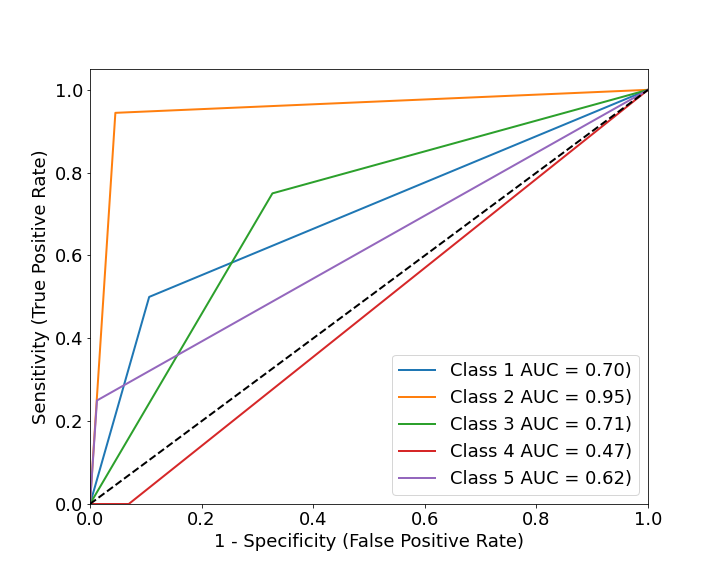 1.0
0.8
0.6
0.4
0.2
0.0
Sensitivity (True Positive Rate)
Class 1 AUC = 0.70)
Class 2 AUC = 0.95)
Class 3 AUC = 0.71)
Class 4 AUC = 0.47)
Class 5 AUC = 0.62)
0.0 0.2 0.4 0.6 0.8 1.0
1 - Specificity (False Positive Rate)